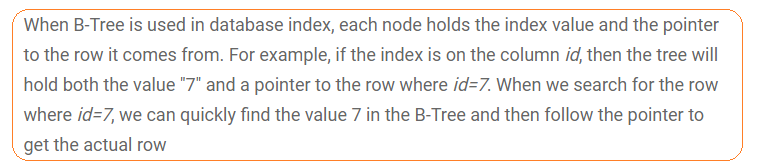 When B-Tree is used in database index, each node holds the index value and the pointer
to the row it comes from. For example, if the index is on the column id, then the tree will
hold both the value "7" and a pointer to the row where id=7. When we search for the row
where id=7, we can quickly find the value 7 in the B-Tree and then follow the pointer to
get the actual row